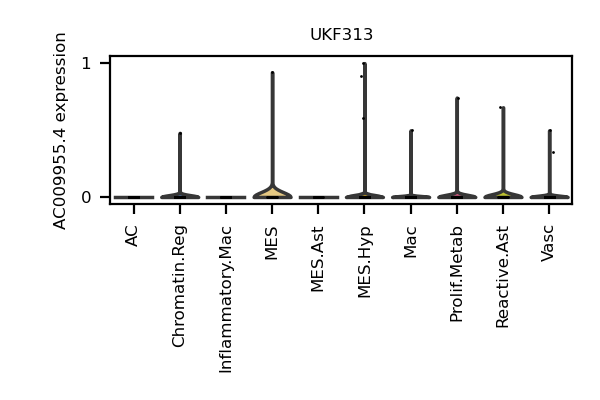 UKF313
AC009955.4 expression
1
0
AC
Chromatin.Reg
Inflammatory.Mac
MES
MES.Ast
MES.Hyp
Mac
Prolif.Metab
Reactive.Ast
Vasc